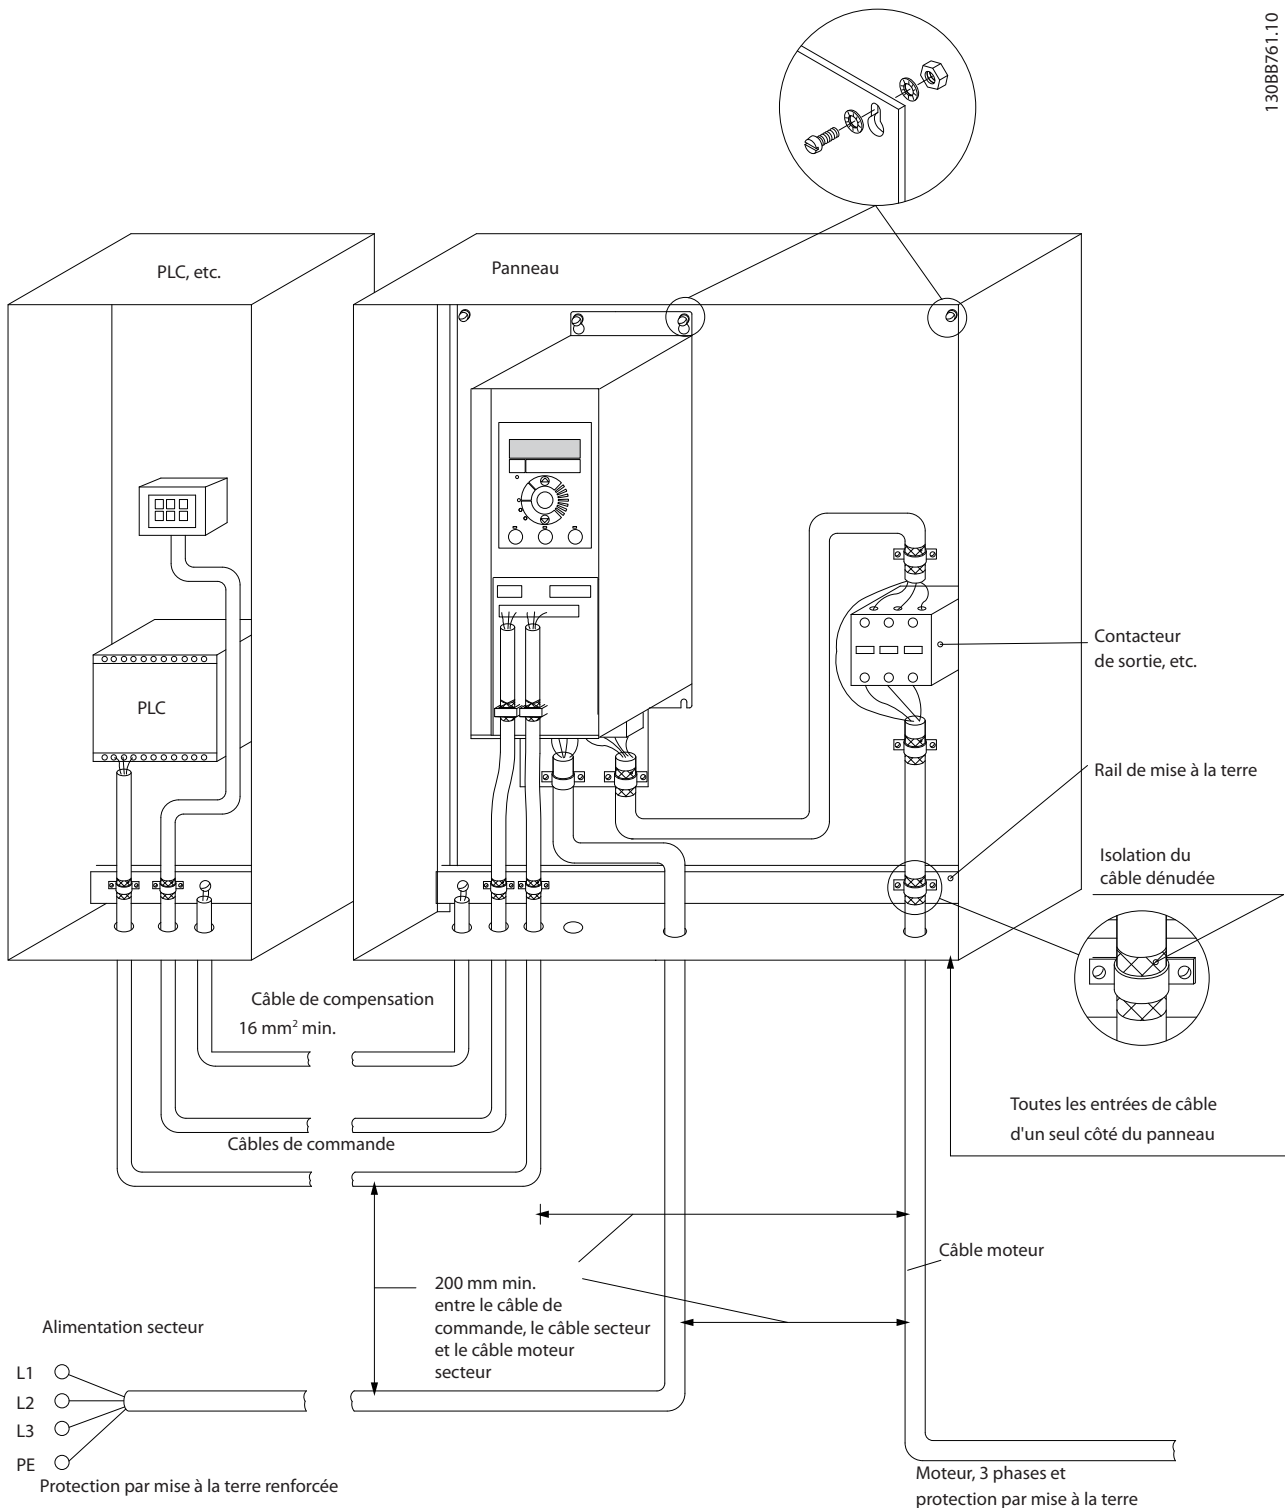 130BB761.10
PLC, etc.
Panneau
PLC
Contacteur
de sortie, etc.
Rail de mise à la terre
Isolation du
câble dénudée
Câble de compensation
16 mm² min.
Câbles de commande
Toutes les entrées de câble
d'un seul côté du panneau
Câble moteur
200 mm min.
entre le câble de
commande, le câble secteur
et le câble moteur
secteur
Alimentation secteur
L1
L2
L3
PE
Protection par mise à la terre renforcée
Moteur, 3 phases et
protection par mise à la terre